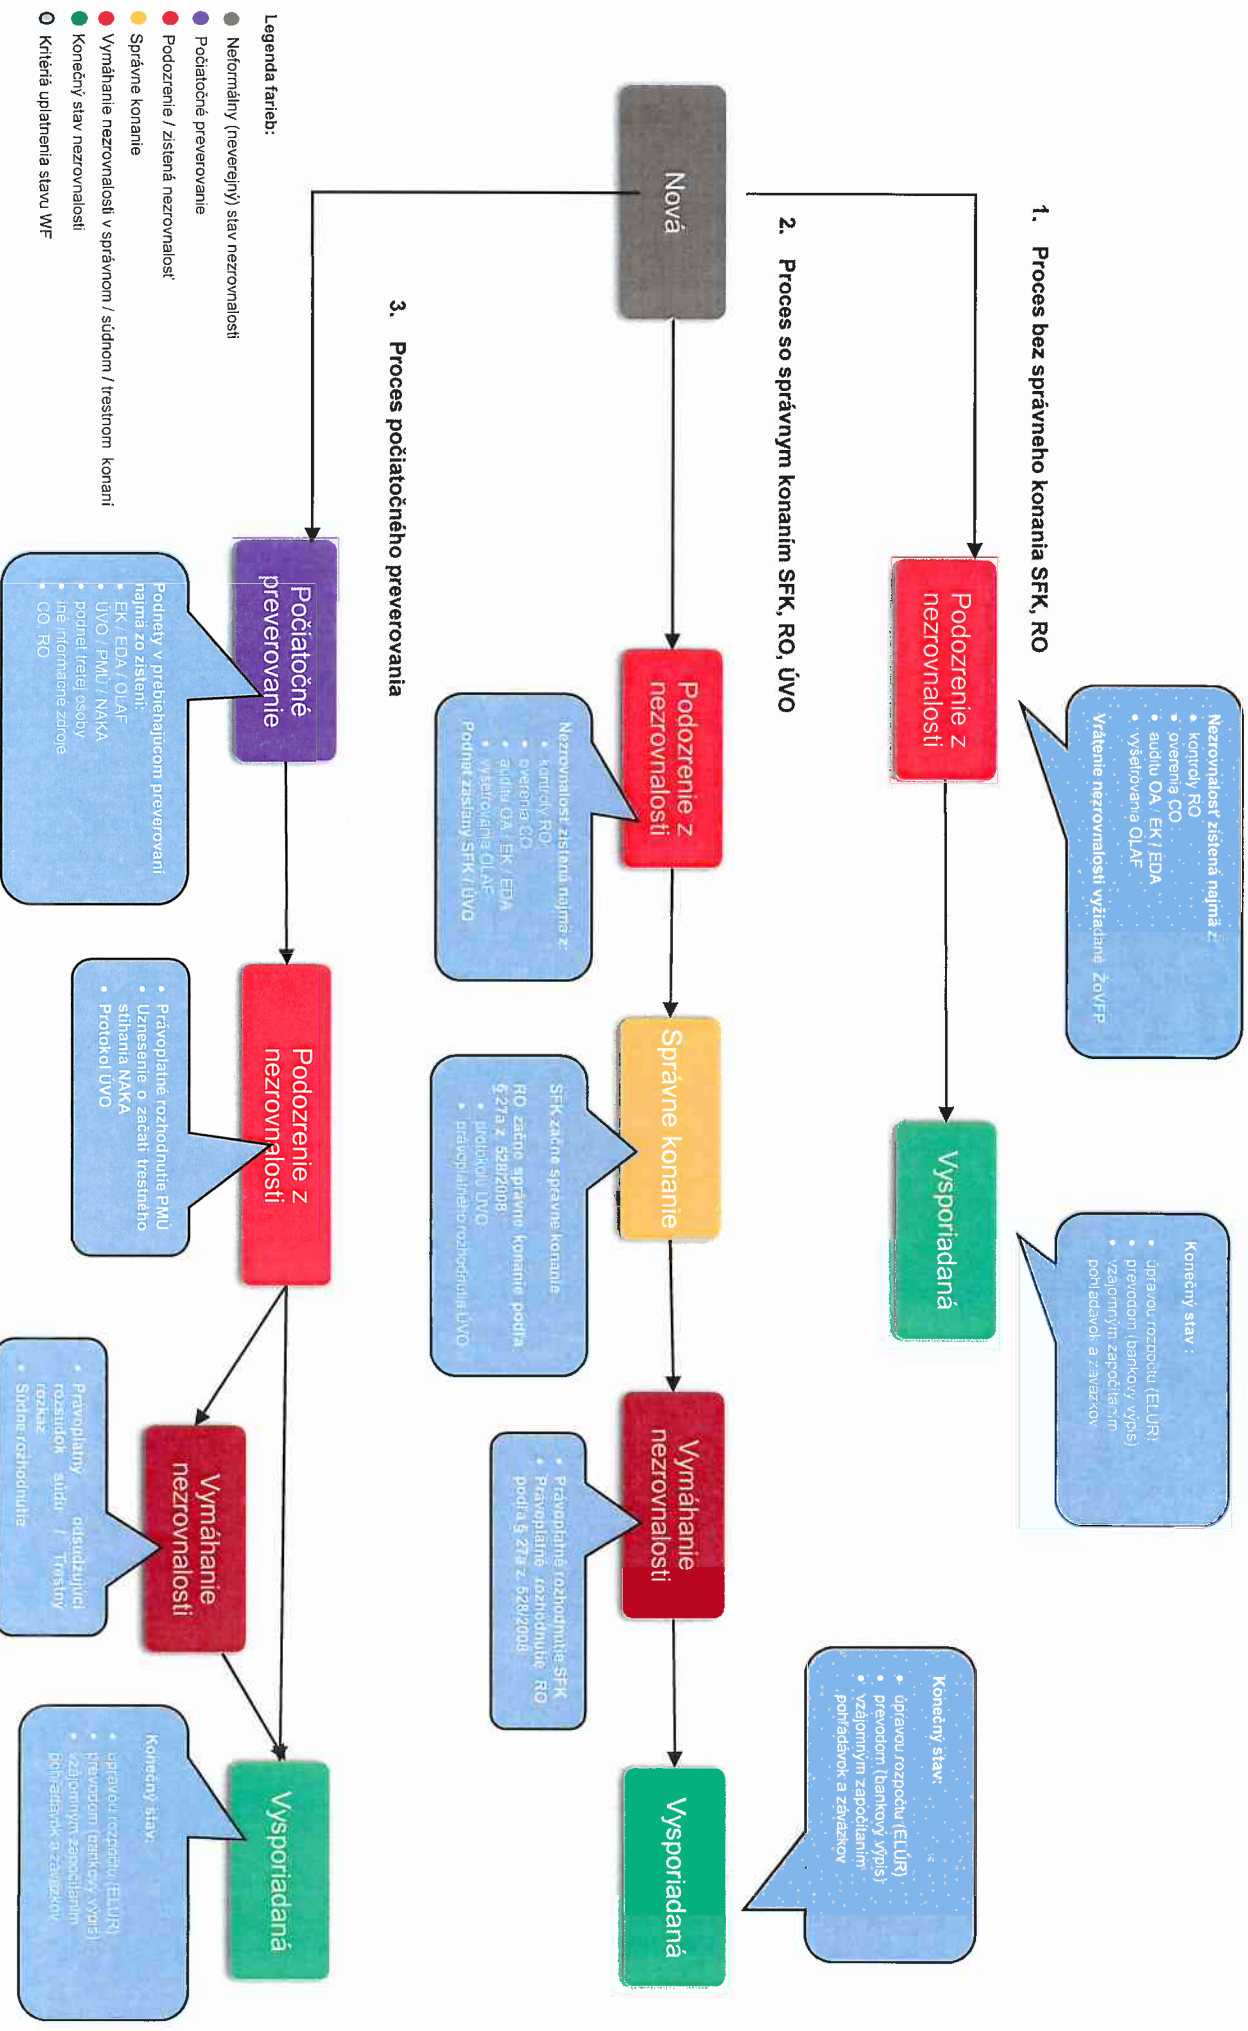 1. Proces bez správneho konania SFK, RO
Nezrovnalosť zistená najmä z:
• kontroly RO
• overenia CO
• auditu OA / EK / EDA
• vyšetrovania OLAF
Vrátenie nezrovnalosti vyžiadané ŽoVFP
Konečný stav :
• úpravou rozpočtu (ELÚR)
• prevodom (bankový výpis)
• vzájomným započítaním
pohľadávok a záväzkov
Podozrenie z
nezrovnalosti
Vysporiadaná
2. Proces so správnym konaním SFK, RO, ÚVO
Konečný stav:
• úpravou rozpočtu (ELÚR)
• prevodom (bankový výpis)
• vzájomným započítaním
pohľadávok a záväzkov
Nová
Podozrenie z
nezrovnalosti
Správne konanie
Vymáhanie
nezrovnalosti
Vysporiadaná
Nezrovnalosť zistená najmä z:
• kontroly RO
• overenia CO
• auditu OA / EK / EDA
• vyšetrovania OLAF
Podnet zaslaný SFK / ÚVO
SFK začne správne konanie
RO začne správne konanie podľa
§ 27a z. 528/2008:
• protokolu ÚVO
• právoplatného rozhodnutia ÚVO
• Právoplatné rozhodnutie SFK
• Právoplatné rozhodnutie RO
podľa § 27a z. 528/2008
3. Proces počiatočného preverovania
Počiatočné
preverovanie
Podozrenie z
nezrovnalosti
Vymáhanie
nezrovnalosti
Vysporiadaná
Podnety v prebiehajúcom preverovaní
najmä zo zistení:
• EK / EDA / OLAF
• ÚVO / PMÚ / NAKA
• podnet tretej osoby
• iné informačné zdroje
• CO, RO
• Právoplatné rozhodnutie PMÚ
• Uznesenie o začatí trestného
stíhania NAKA
• Protokol ÚVO
• Právoplatný odsudzujúci
rozsudok súdu / Trestný
rozkaz
• Súdne rozhodnutie
Konečný stav:
• úpravou rozpočtu (ELÚR)
• prevodom (bankový výpis)
• vzájomným započítaním
pohľadávok a záväzkov
Legenda farieb:
Neformálny (neverejný) stav nezrovnalosti
Počiatočné preverovanie
Podozrenie / zistená nezrovnalosť
Správne konanie
Vymáhanie nezrovnalosti v správnom / súdnom / trestnom konaní
Konečný stav nezrovnalosti
Kritériá uplatnenia stavu WF